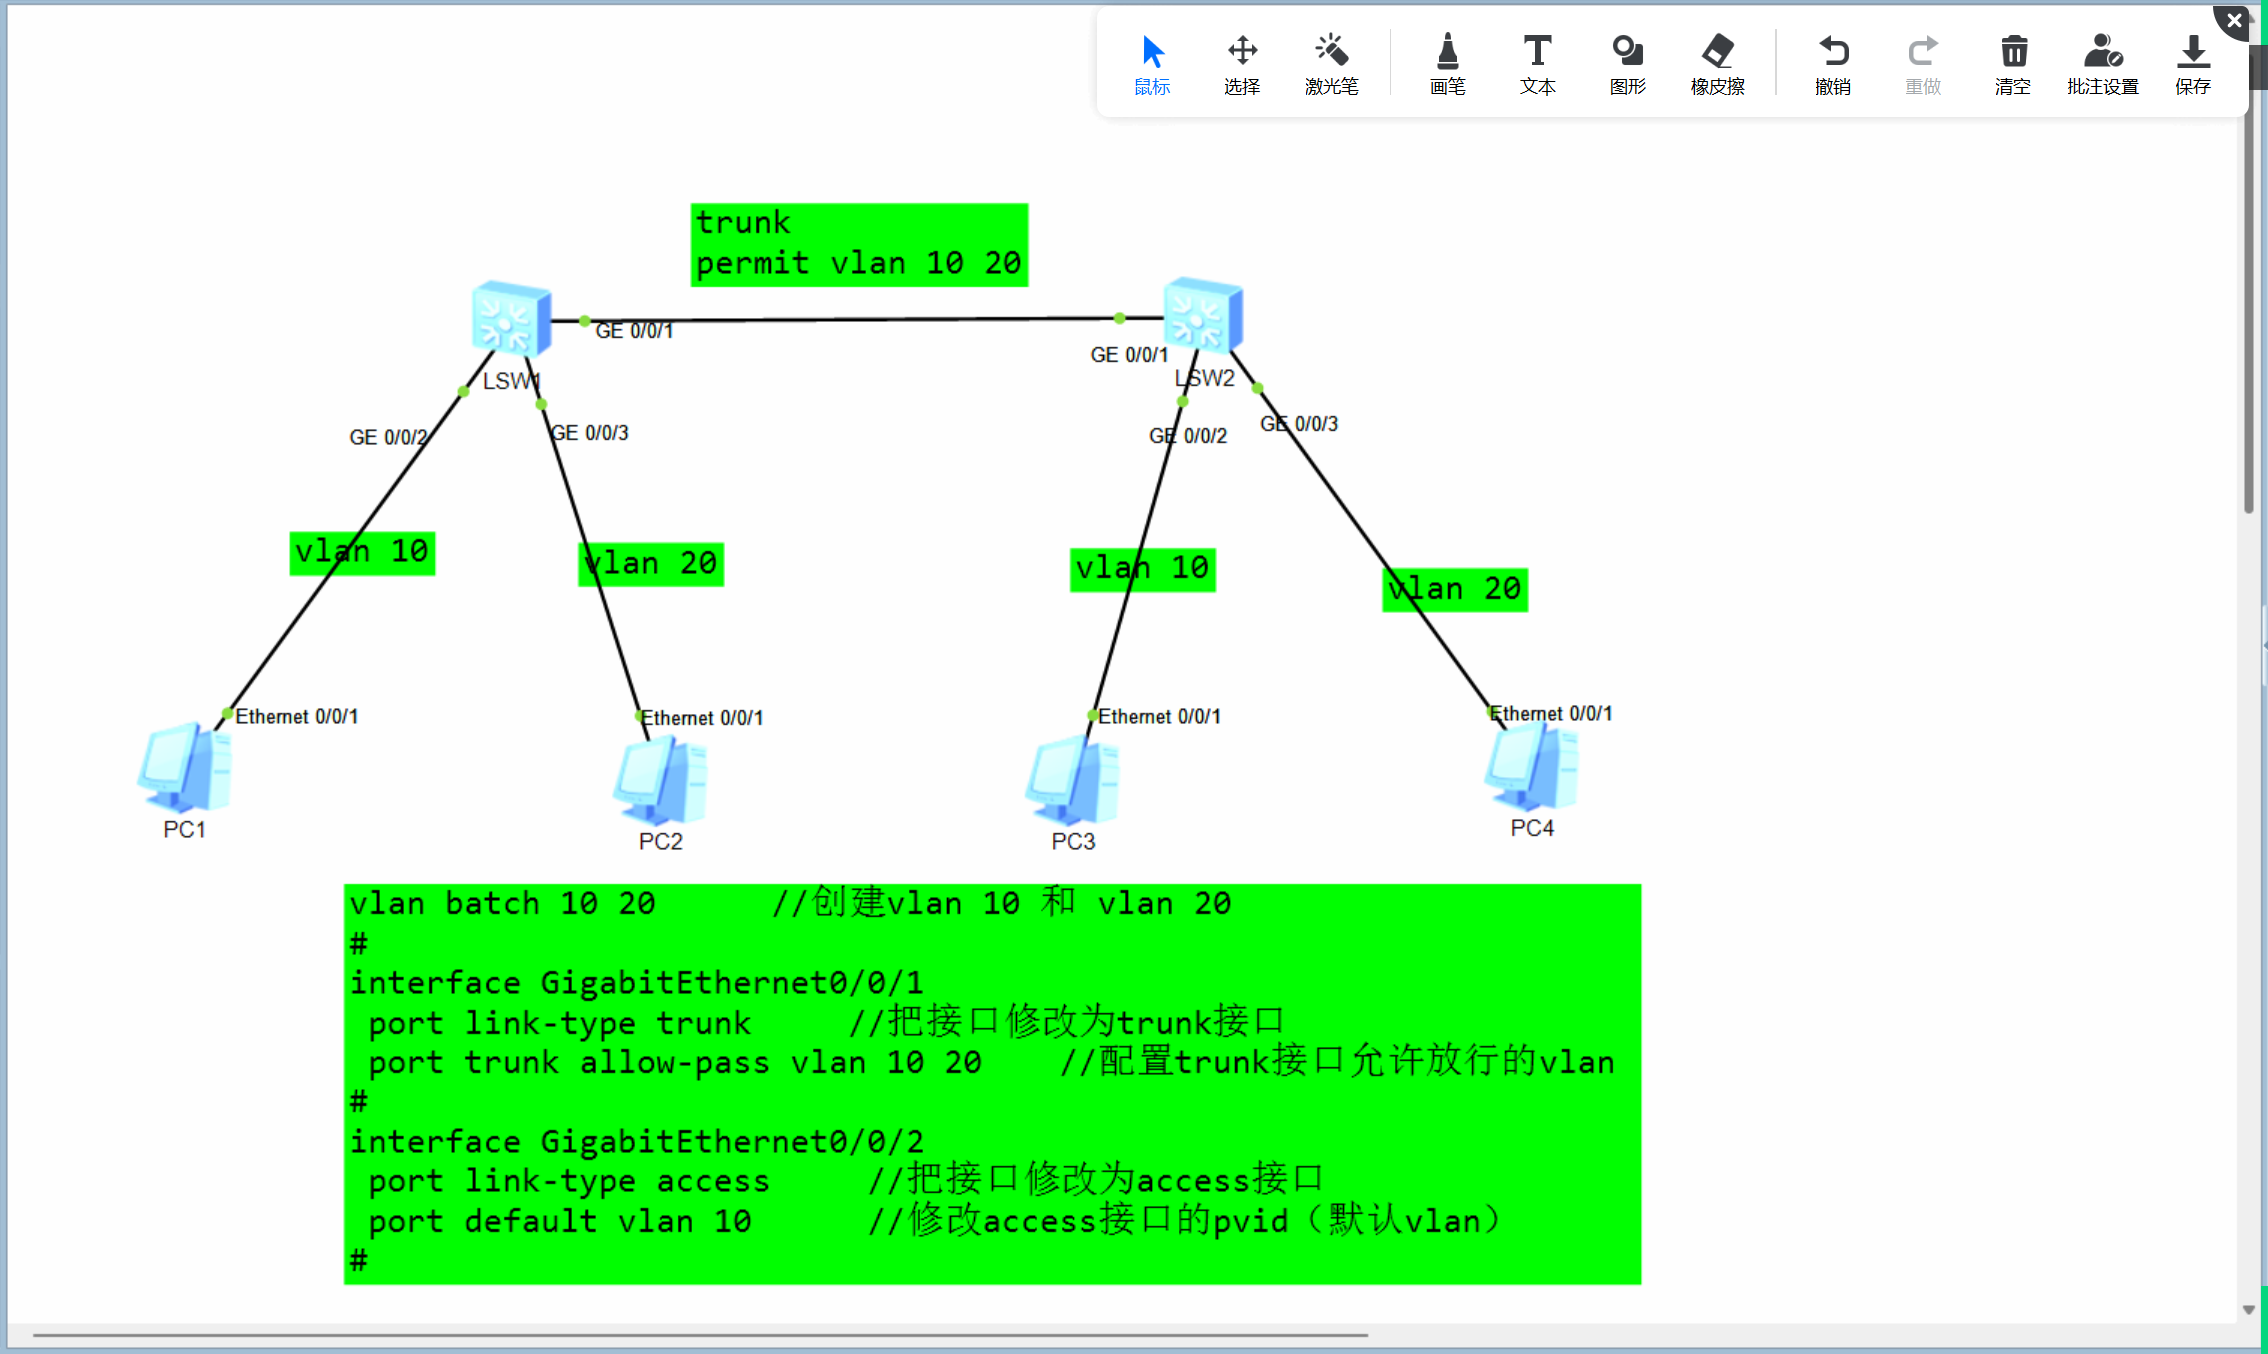 鼠标
选择
激光笔
画笔
文本
图形
橡皮擦
撤销
重做
清空
批注设置
保存
trunk
permit vlan 10 20
GE 0/0/1
GE 0/0/1
LSW1
LSW2
GE 0/0/2
GE 0/0/3
GE 0/0/2
GE 0/0/3
vlan 10
vlan 20
vlan 10
vlan 20
Ethernet 0/0/1
Ethernet 0/0/1
Ethernet 0/0/1
Ethernet 0/0/1
PC1
PC2
PC3
PC4
vlan batch 10 20      //创建vlan 10 和 vlan 20
#
interface GigabitEthernet0/0/1
 port link-type trunk     //把接口修改为trunk接口
 port trunk allow-pass vlan 10 20    //配置trunk接口允许放行的vlan
#
interface GigabitEthernet0/0/2
 port link-type access     //把接口修改为access接口
 port default vlan 10      //修改access接口的pvid（默认vlan）
#